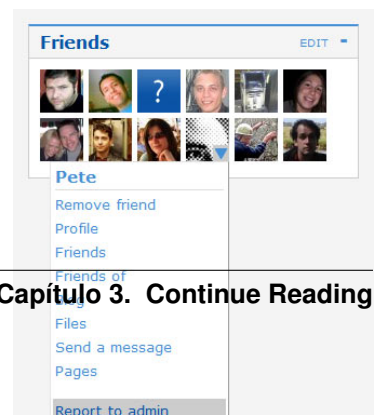 Friends EDIT -
?
Pete
Remove friend
Profile
Friends
Friends of
Capítulo 3. Continue Reading
Blog
Files
Send a message
Pages
Report to admin